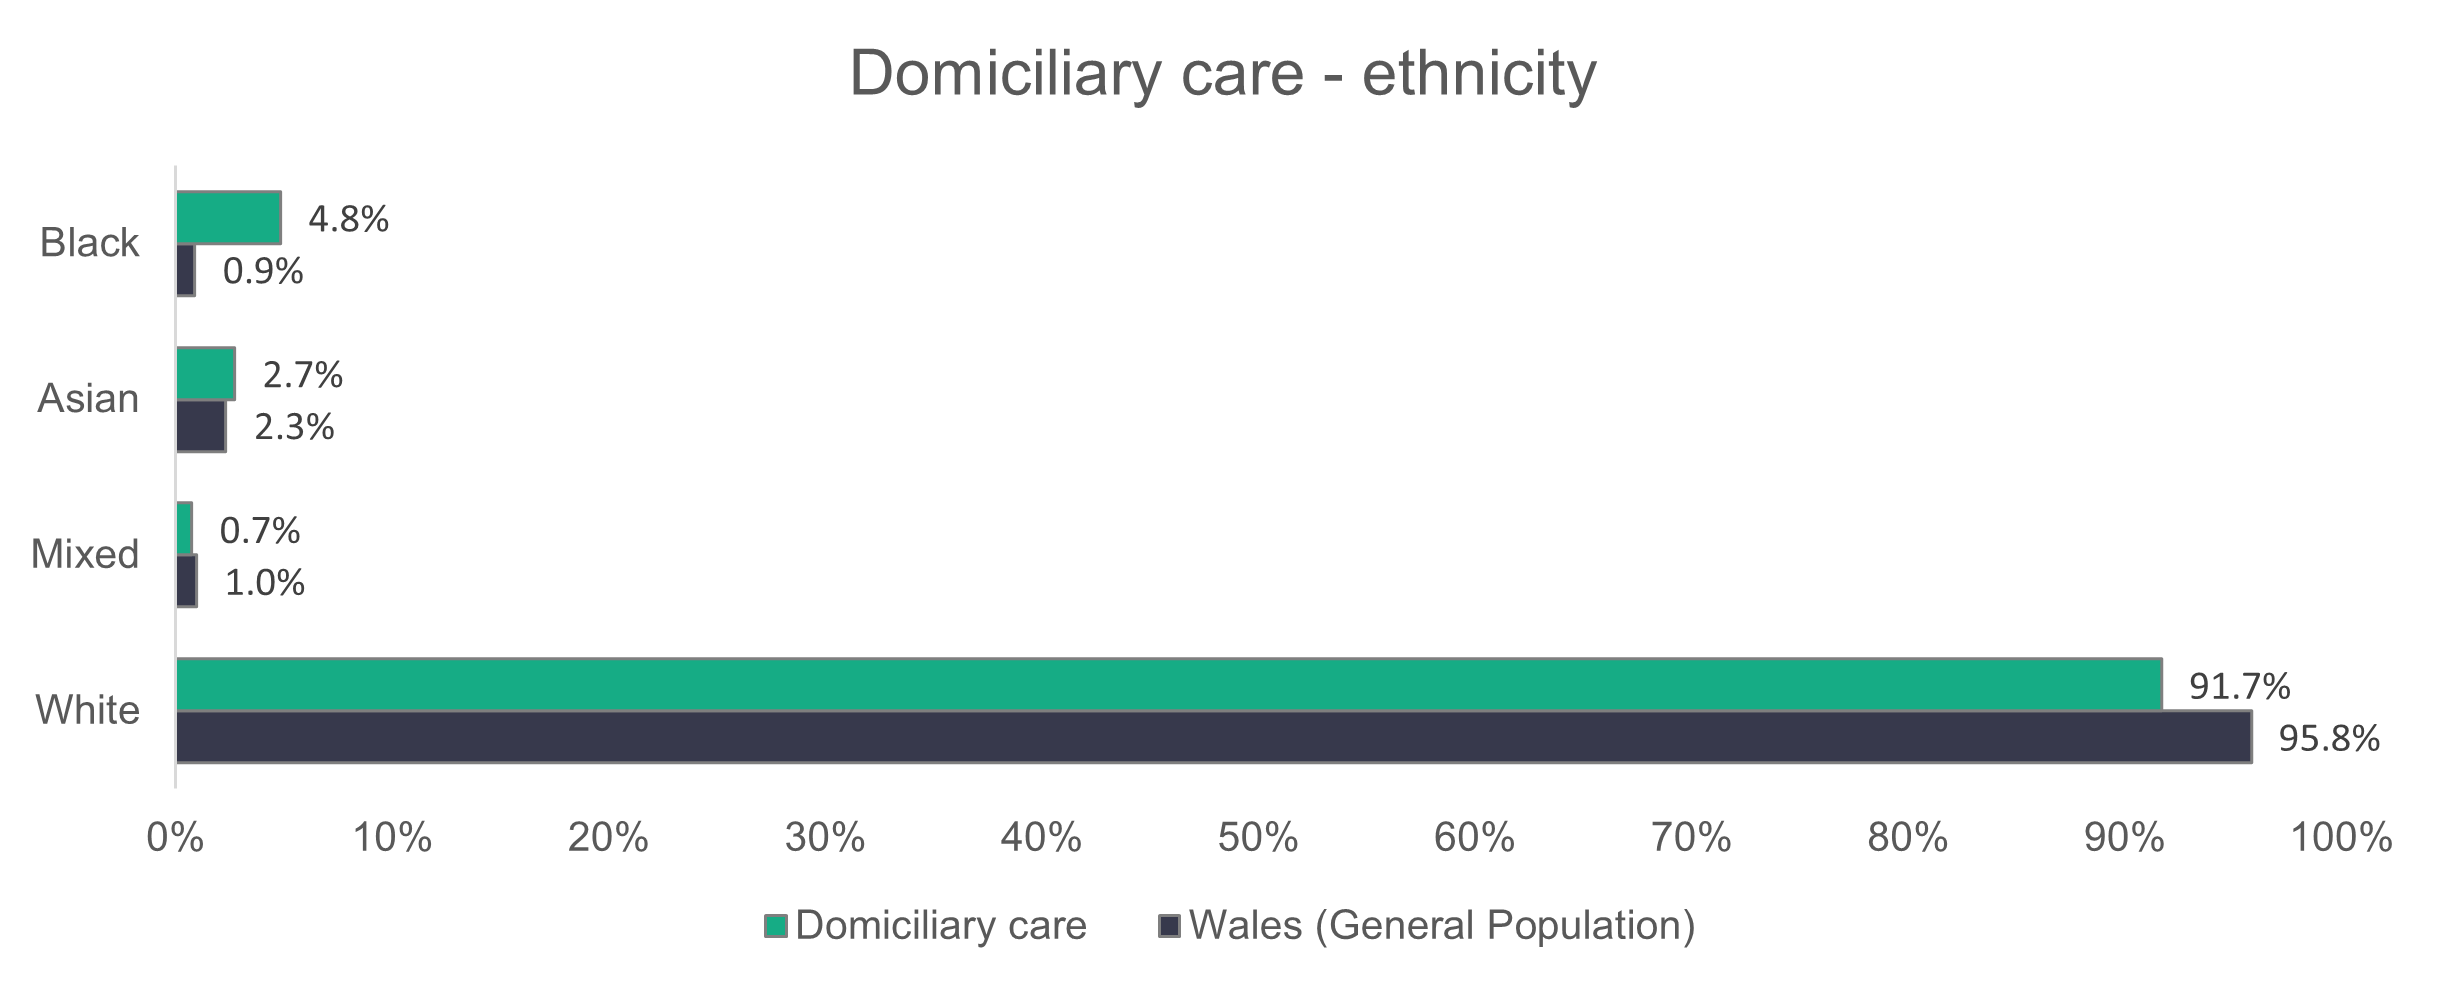 Domiciliary care - ethnicity
Black
4.8%
0.9%
Asian
2.7%
2.3%
Mixed
0.7%
1.0%
White
91.7%
95.8%
0% 10% 20% 30% 40% 50% 60% 70% 80% 90% 100%
Domiciliary care Wales (General Population)